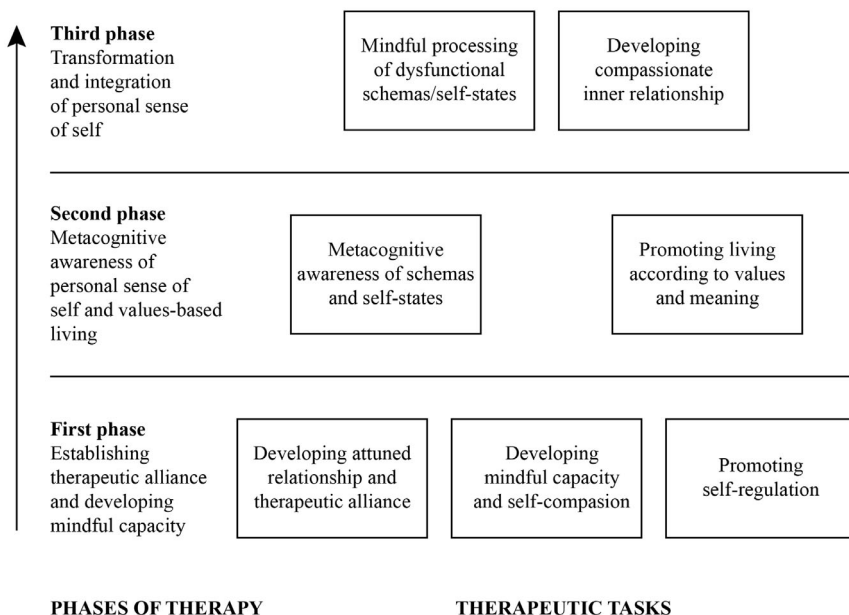 Third phase
Transformation
and integration
of personal sense
of self
Mindful processing
of dysfunctional
schemas/self-states
Developing
compassionate
inner relationship
Second phase
Metacognitive
awareness of
personal sense of
self and values-based
living
Metacognitive
awareness of schemas
and self-states
Promoting living
according to values
and meaning
First phase
Establishing
therapeutic alliance
and developing
mindful capacity
Developing attuned
relationship and
therapeutic alliance
Developing
mindful capacity
and self-compasion
Promoting
self-regulation
PHASES OF THERAPY
THERAPEUTIC TASKS